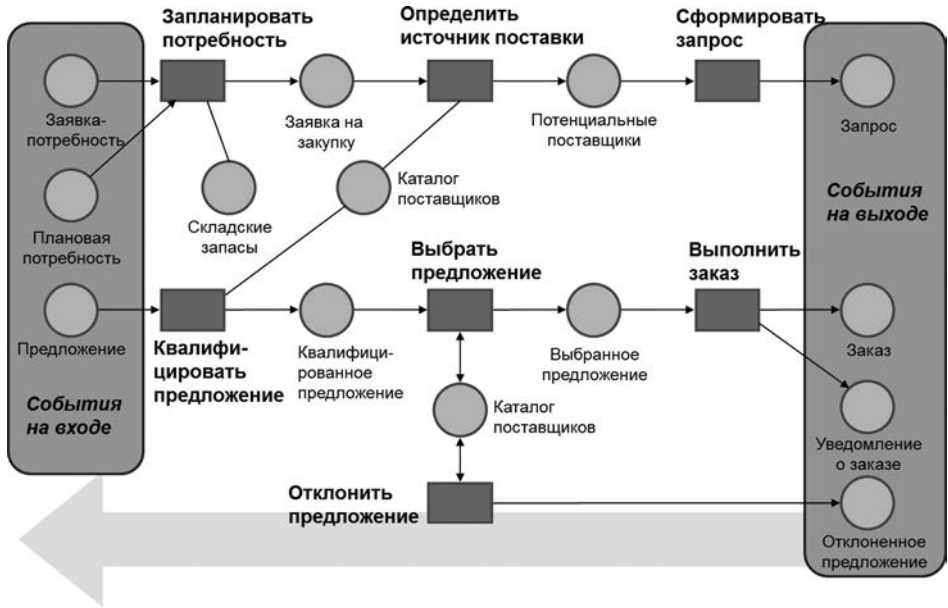 Запланировать
потребность
Определить
источник поставки
Сформировать
запрос
Заявка-
потребность
Заявка на
закупку
Потенциальные
поставщики
Запрос
Плановая
потребность
Складские
запасы
Каталог
поставщиков
События
на выходе
Выбрать
предложение
Выполнить
заказ
Предложение
Квалифи-
цировать
предложение
Квалифици-
рованное
предложение
Выбранное
предложение
Заказ
События
на входе
Каталог
поставщиков
Уведомление
о заказе
Отклонить
предложение
Отклоненное
предложение